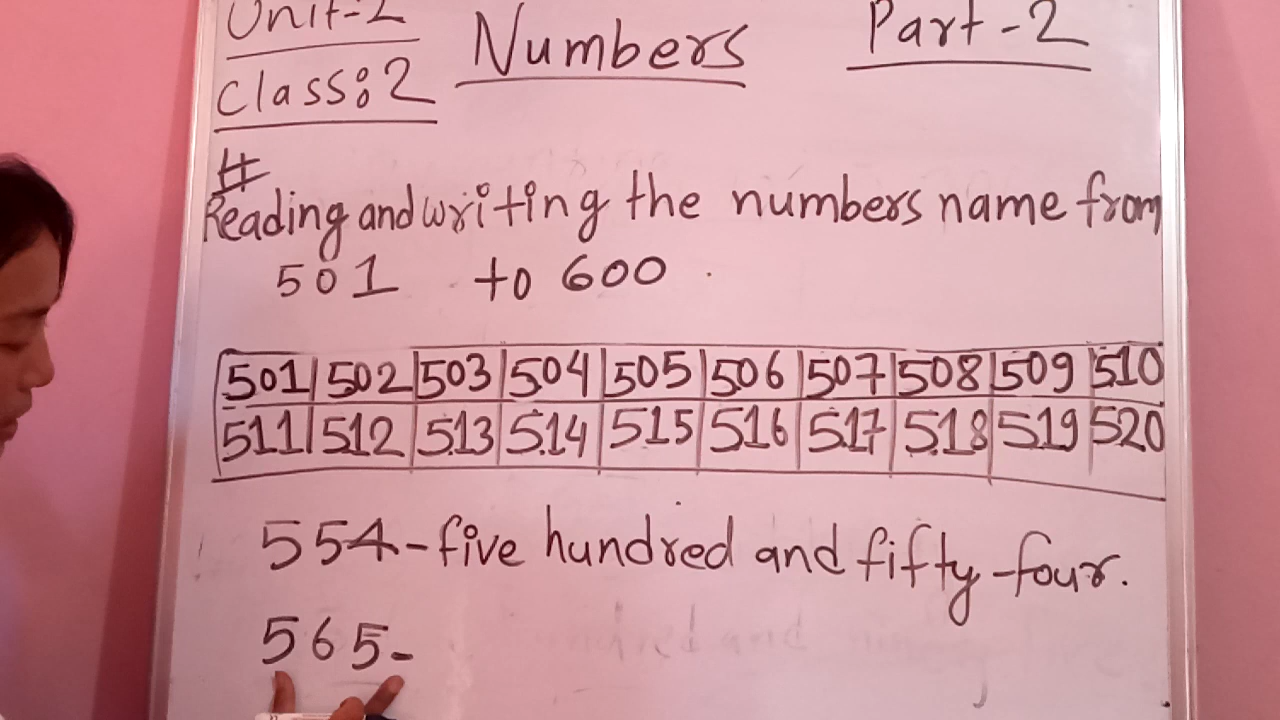 Unit-2
Numbers
Part-2
Class:2
#
Reading and writing the numbers name from
501 to 600
501 502 503 504 505 506 507 508 509 510
511 512 513 514 515 516 517 518 519 520
554-five hundred and fifty-four.
565-